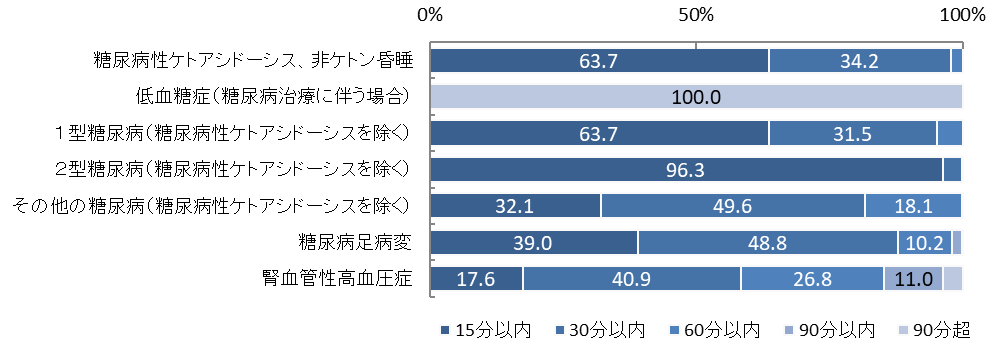 0% 50% 100%
糖尿病性ケトアシドーシス、非ケトン昏睡 63.7 34.2
低血糖症(糖尿病治療に伴う場合) 100.0
1型糖尿病(糖尿病性ケトアシドーシスを除く) 63.7 31.5
2型糖尿病(糖尿病性ケトアシドーシスを除く) 96.3
その他の糖尿病(糖尿病性ケトアシドーシスを除く) 32.1 49.6 18.1
糖尿病足病変 39.0 48.8 10.2
腎血管性高血圧症 17.6 40.9 26.8 11.0
■15分以内 ■30分以内 ■60分以内 ■90分以内 ■90分超